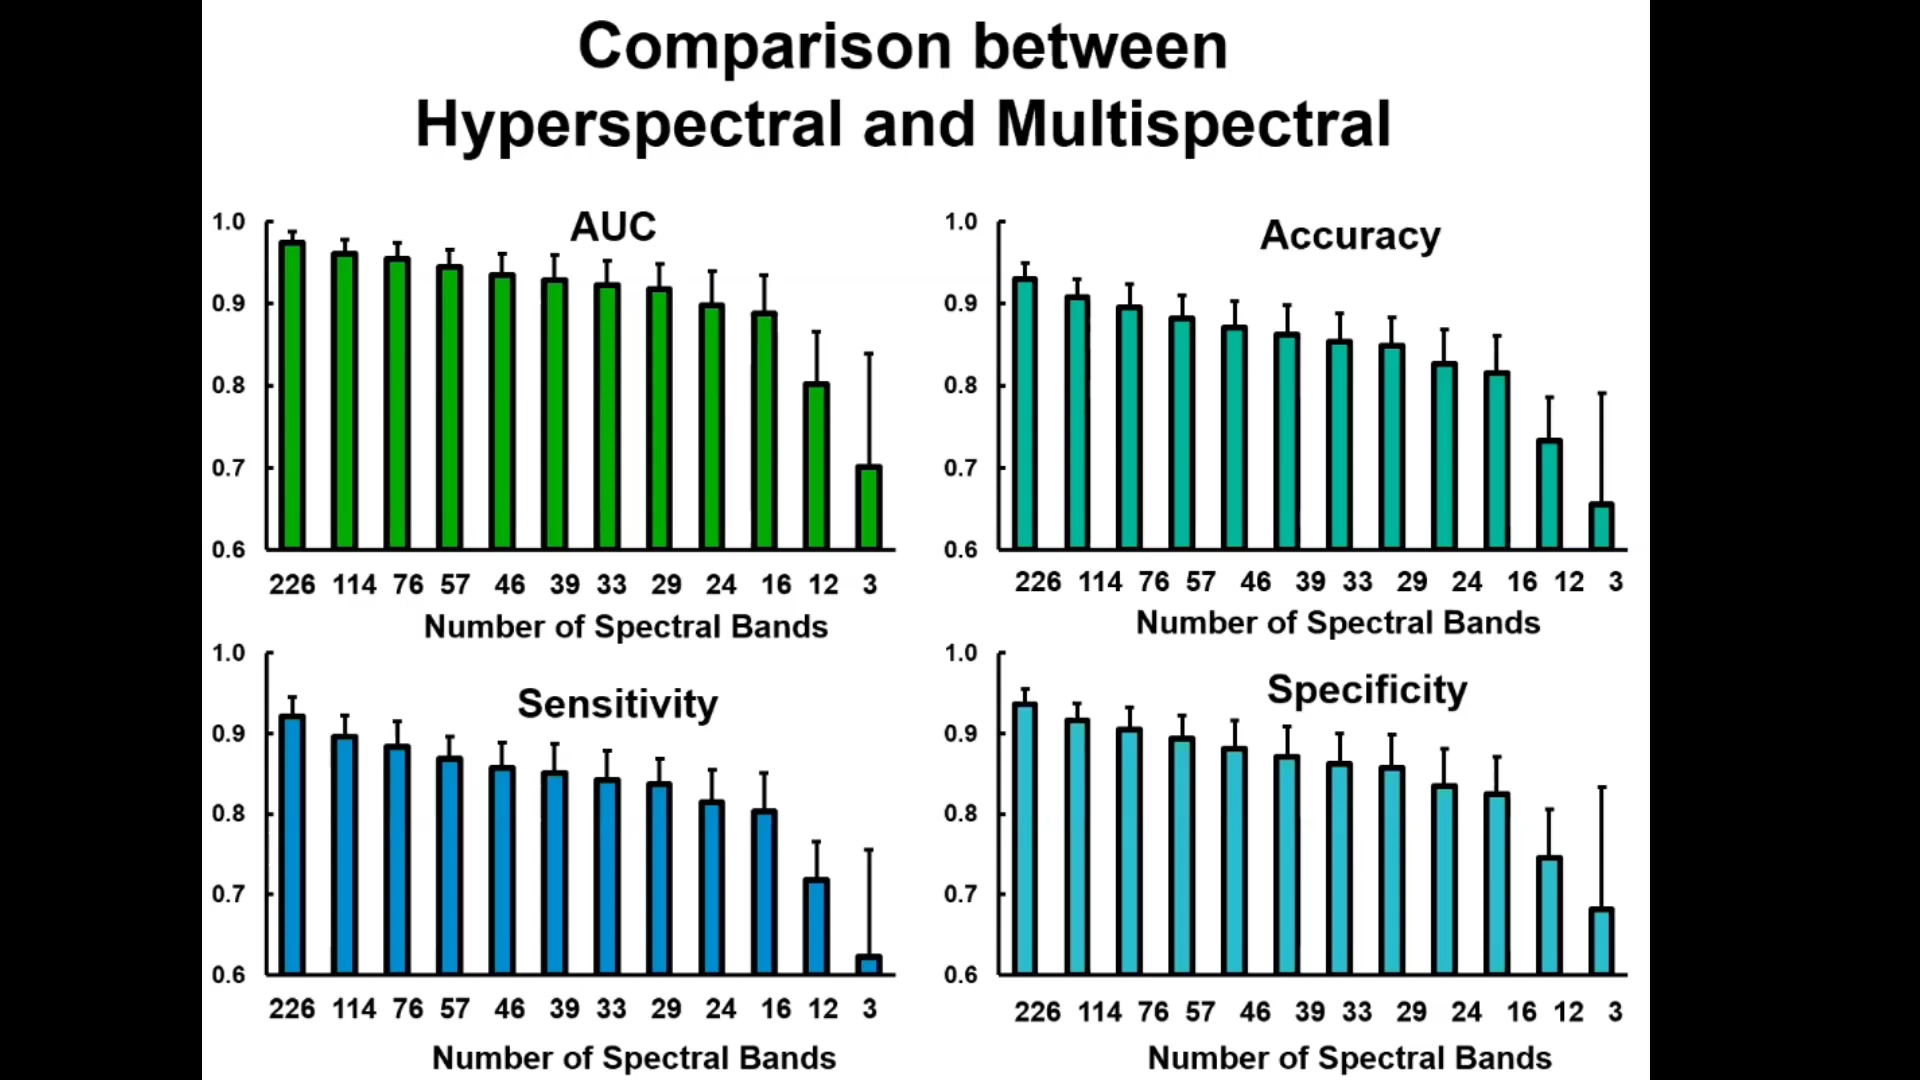 Comparison between
Hyperspectral and Multispectral
AUC
1.0
0.9
0.8
0.7
0.6
226 114 76 57 46 39 33 29 24 16 12 3
Number of Spectral Bands
Accuracy
1.0
0.9
0.8
0.7
0.6
226 114 76 57 46 39 33 29 24 16 12 3
Number of Spectral Bands
Sensitivity
1.0
0.9
0.8
0.7
0.6
226 114 76 57 46 39 33 29 24 16 12 3
Number of Spectral Bands
Specificity
1.0
0.9
0.8
0.7
0.6
226 114 76 57 46 39 33 29 24 16 12 3
Number of Spectral Bands